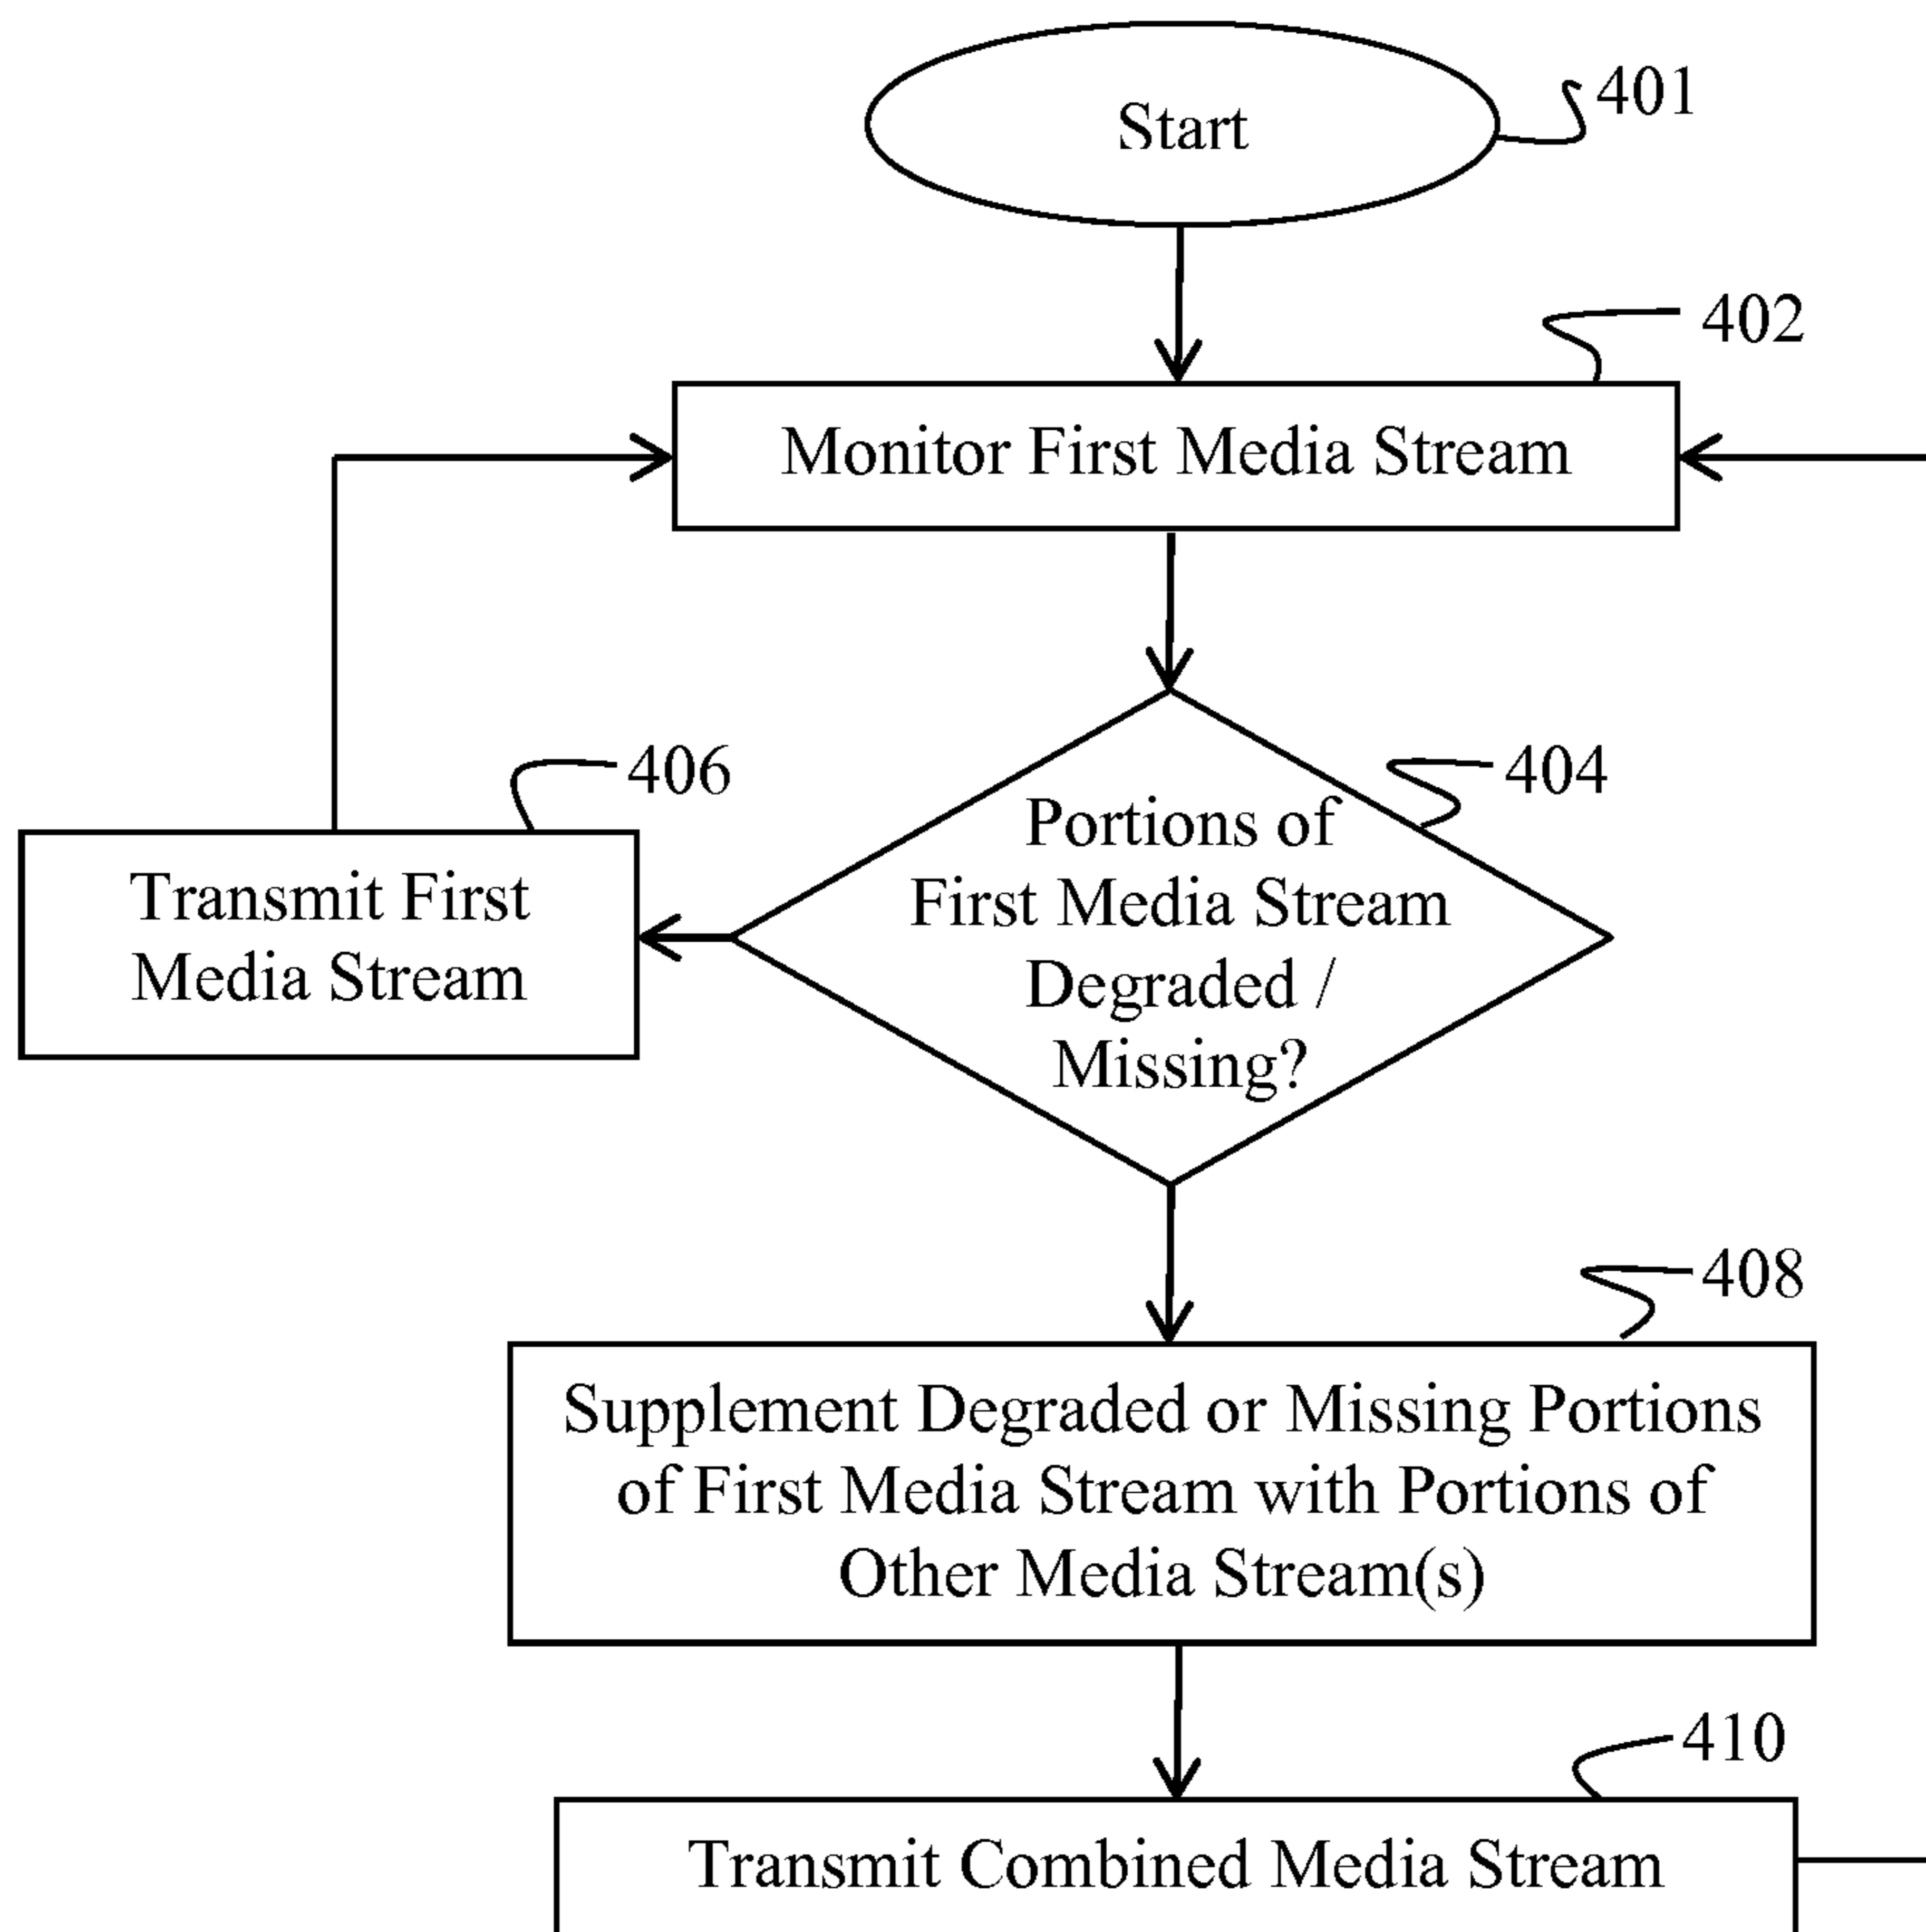 Start
401
402
Monitor First Media Stream
406
404
Transmit First
Media Stream
Portions of
First Media Stream
Degraded /
Missing?
408
Supplement Degraded or Missing Portions
of First Media Stream with Portions of
Other Media Stream(s)
410
Transmit Combined Media Stream